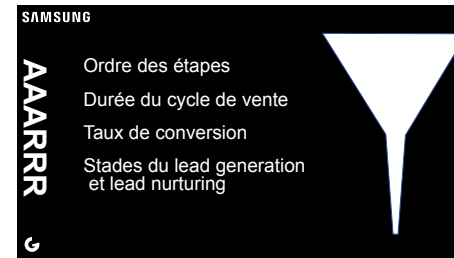 SAMSUNG
AAARRR
Ordre des étapes
Durée du cycle de vente
Taux de conversion
Stades du lead generation
et lead nurturing